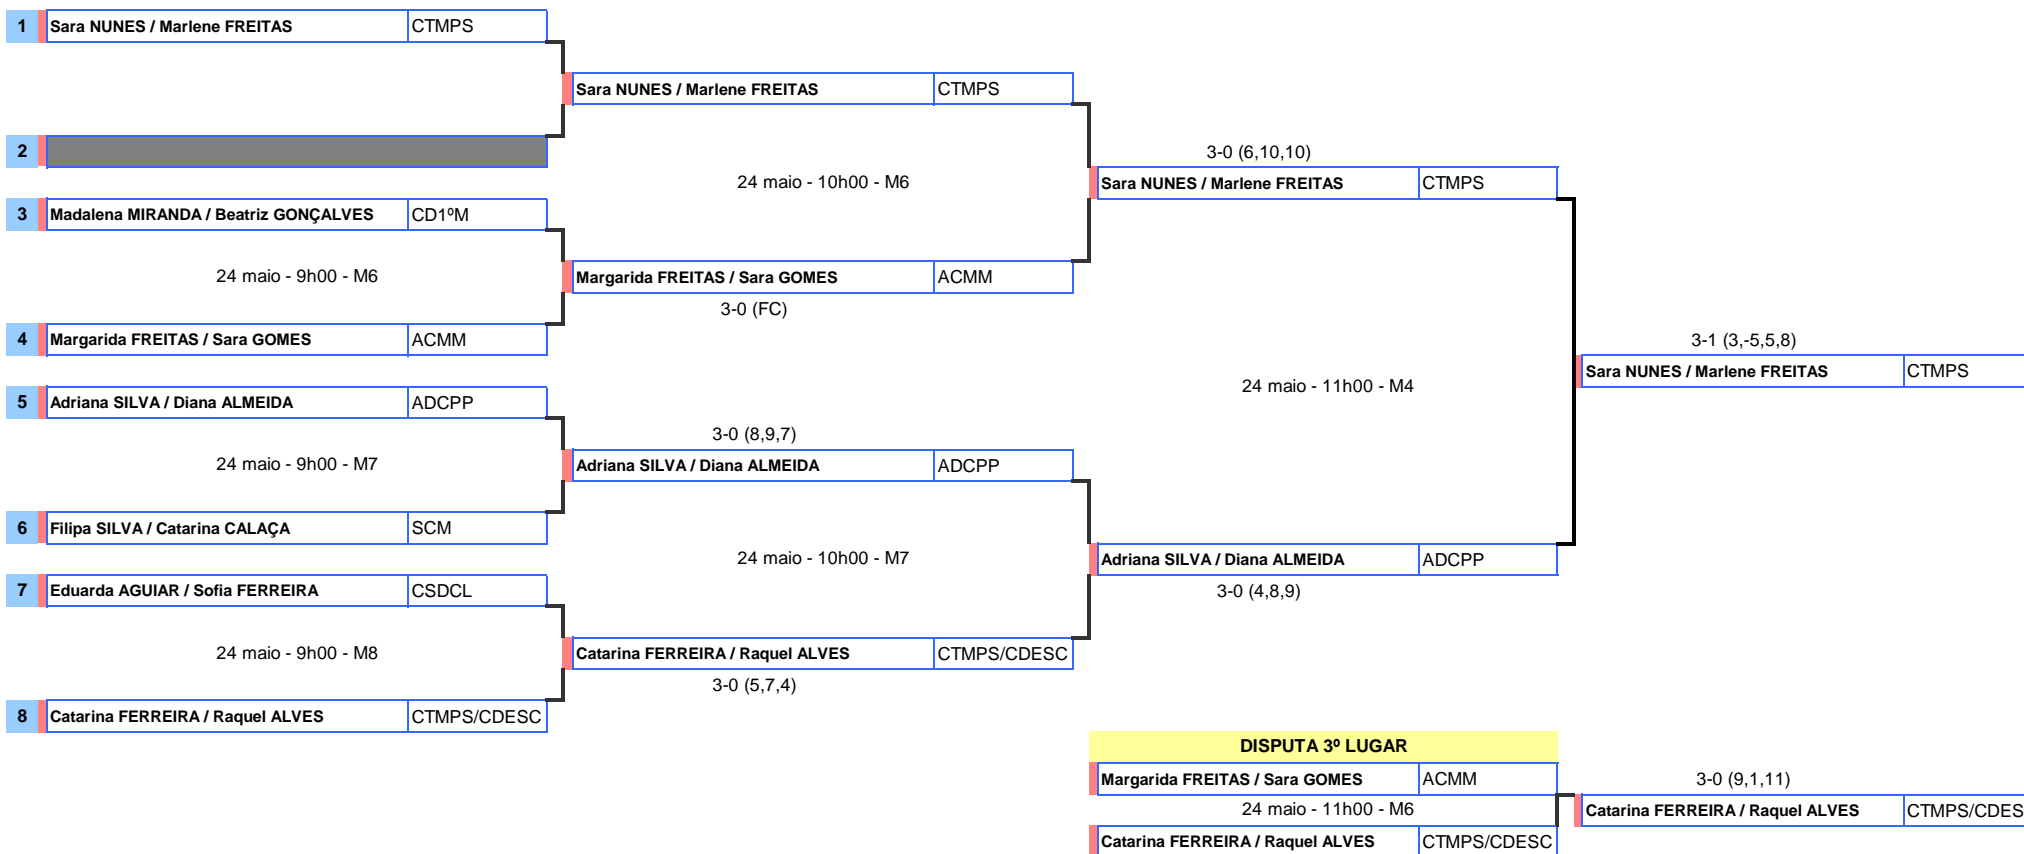 1 Sara NUNES / Marlene FREITAS CTMPS
Sara NUNES / Marlene FREITAS CTMPS
2
3-0 (6,10,10)
24 maio - 10h00 - M6
Sara NUNES / Marlene FREITAS CTMPS
3 Madalena MIRANDA / Beatriz GONÇALVES CD1ºM
24 maio - 9h00 - M6
Margarida FREITAS / Sara GOMES ACMM
3-0 (FC)
4 Margarida FREITAS / Sara GOMES ACMM
3-1 (3,-5,5,8)
Sara NUNES / Marlene FREITAS CTMPS
24 maio - 11h00 - M4
5 Adriana SILVA / Diana ALMEIDA ADCPP
3-0 (8,9,7)
24 maio - 9h00 - M7
Adriana SILVA / Diana ALMEIDA ADCPP
6 Filipa SILVA / Catarina CALAÇA SCM
24 maio - 10h00 - M7
Adriana SILVA / Diana ALMEIDA ADCPP
3-0 (4,8,9)
7 Eduarda AGUIAR / Sofia FERREIRA CSDCL
24 maio - 9h00 - M8
Catarina FERREIRA / Raquel ALVES CTMPS/CDESC
3-0 (5,7,4)
8 Catarina FERREIRA / Raquel ALVES CTMPS/CDESC
DISPUTA 3º LUGAR
Margarida FREITAS / Sara GOMES ACMM
3-0 (9,1,11)
24 maio - 11h00 - M6
Catarina FERREIRA / Raquel ALVES CTMPS/CDES
Catarina FERREIRA / Raquel ALVES CTMPS/CDESC